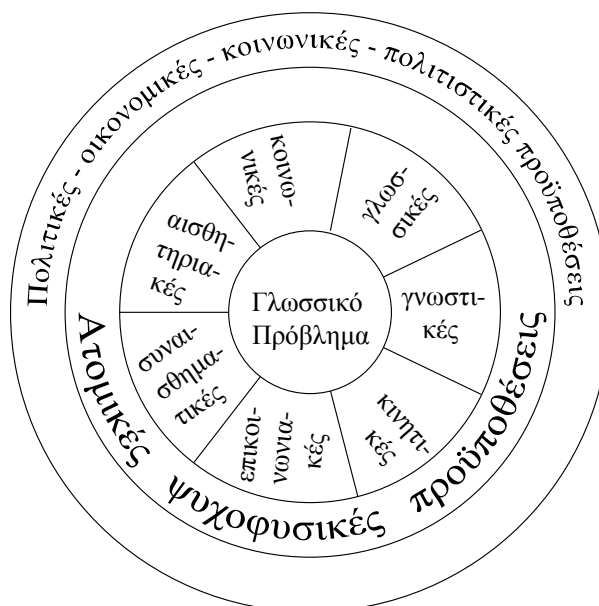 Πολιτικές - οικονομικές - κοινωνικές - πολιτιστικές προϋποθέσεις
κοινω-
νικές
γλωσ-
σικές
αισθη-
τηρια-
κές
Γλωσσικό
Πρόβλημα
γνωστι-
κές
συναι-
σθημα-
τικές
επικοι-
νωνια-
κές
κινητι-
κές
Ατομικές ψυχοφυσικές προϋποθέσεις